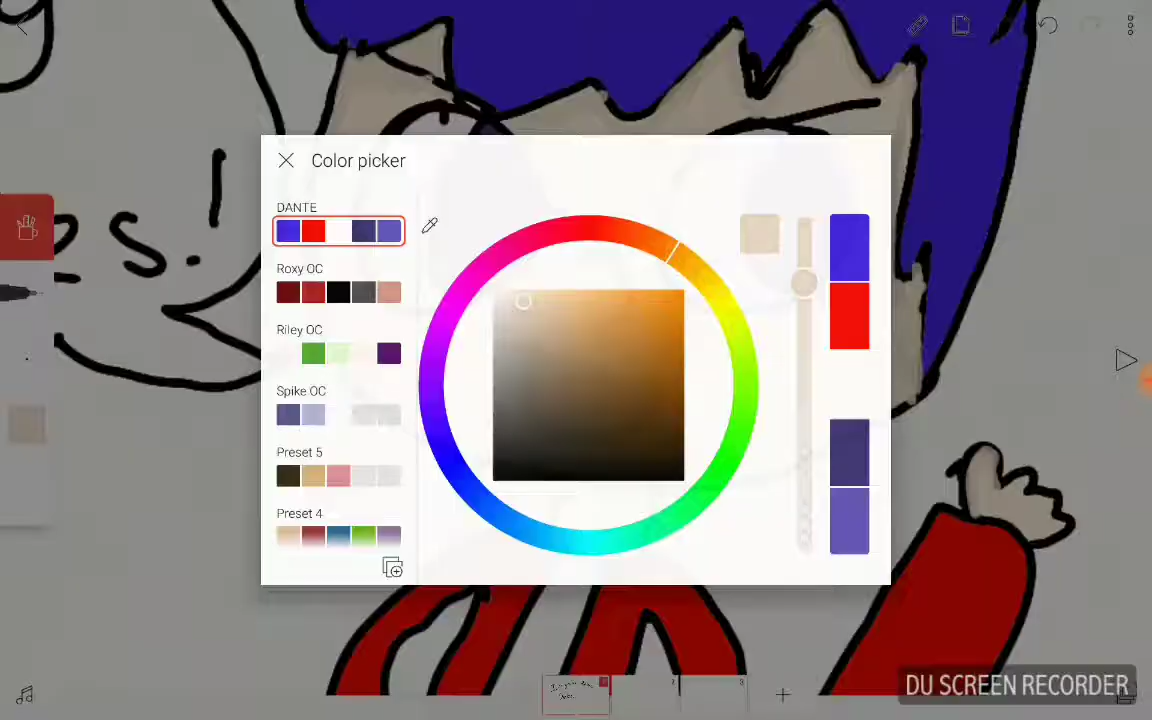 Color picker
DANTE
Roxy OC
Riley OC
Spike OC
Preset 5
Preset 4
s.!
DU SCREEN RECORDER